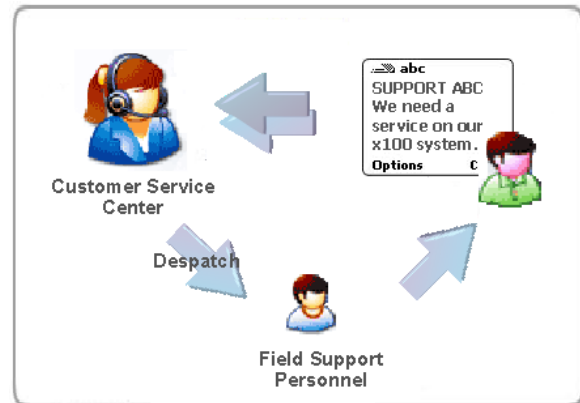 abc
SUPPORT ABC
We need a
service on our
x100 system.
Options C
Customer Service
Center
Despatch
Field Support
Personnel